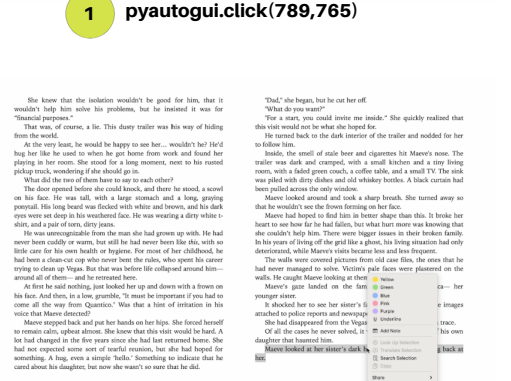 1 pyautogui.click(789,765)
She knew that the isolation wouldn't be good for him, that it
wouldn't help him solve his problems, but he insisted it was for
"financial purposes."
That was, of course, a lie. This dusty trailer was his way of hiding
from the world.
At the very least, he would be happy to see her... wouldn't he? He'd
hug her like he used to when he got home from work and found her
playing in her room. She stood for a long moment, next to his rusted
pickup truck, wondering if she should go in.
What did the two of them have to say to each other?
The door opened before she could knock, and there he stood, a scowl
on his face. He was tall, with a large stomach and a long, graying
ponytail. His long beard was flecked with white and brown, and his dark
eyes were set deep in his weathered face. He was wearing a dirty white t-
shirt, and a pair of torn, dirty jeans.
He was unrecognizable from the man she had grown up with. He had
never been cuddly or warm, but still he had never been like this, with so
little care for his own health or hygiene. For most of her childhood, he
had been a clean-cut cop who never bent the rules, who spent his career
trying to clean up Vegas. But that was before life collapsed around him—
around all of them— and he retreated here.
At first he said nothing, just looked her up and down with a frown on
his face. And then, in a low, grumble, "It must be important if you had to
come all the way from Quantico." Was that a hint of irritation in his
voice that Maeve detected?
Maeve stepped back and put her hands on her hips. She forced herself
to remain calm, upbeat almost. She knew that this visit would be hard. A
lot had changed in the five years since she had last returned home. She
had not expected some sort of tearful reunion, but she had hoped for
something. A hug, even a simple 'hello.' Something to indicate that he
cared about his daughter, but now she wasn't so sure that he did.
"Dad," she began, but he cut her off.
"What do you want?"
"For a start, you could invite me inside." She quickly realized that
this visit would not be what she hoped for.
He turned back to the dark interior of the trailer and nodded for her
to follow him.
Inside, the smell of stale beer and cigarettes hit Maeve's nose. The
trailer was dark and cramped, with a small kitchen and a tiny living
room, with a faded green couch, a coffee table, and a small TV. The sink
was piled with dirty dishes and old whiskey bottles. A black curtain had
been pulled across the only window.
Maeve looked around and took a sharp breath. She turned away so
that he wouldn't see the frown forming on her face.
Maeve had hoped to find him in better shape than this. It broke her
heart to see how far he had fallen, but what hurt more was knowing that
she couldn't help him. There were bigger issues in their broken family.
In his years of living off the grid like a ghost, his living situation had only
deteriorated, while Maeve's visits became less and less frequent.
The walls were covered pictures from old case files, the ones that he
had never managed to solve. Victim's pale faces were plastered on the
walls. He caught Maeve looking at them
Maeve's gaze landed on the fam ca— her
younger sister.
It shocked her to see her sister's f e images
attached to police reports and newspape
She had disappeared from the Vegas trace.
Of all the cases he never solved, it his own
daughter that haunted him.
Maeve looked at her sister's dark back at
her.
Yellow
Green
Blue
Pink
Purple
Underline
Add Note
Look Up Selection
Translate Selection
Search Selection
Copy
Share